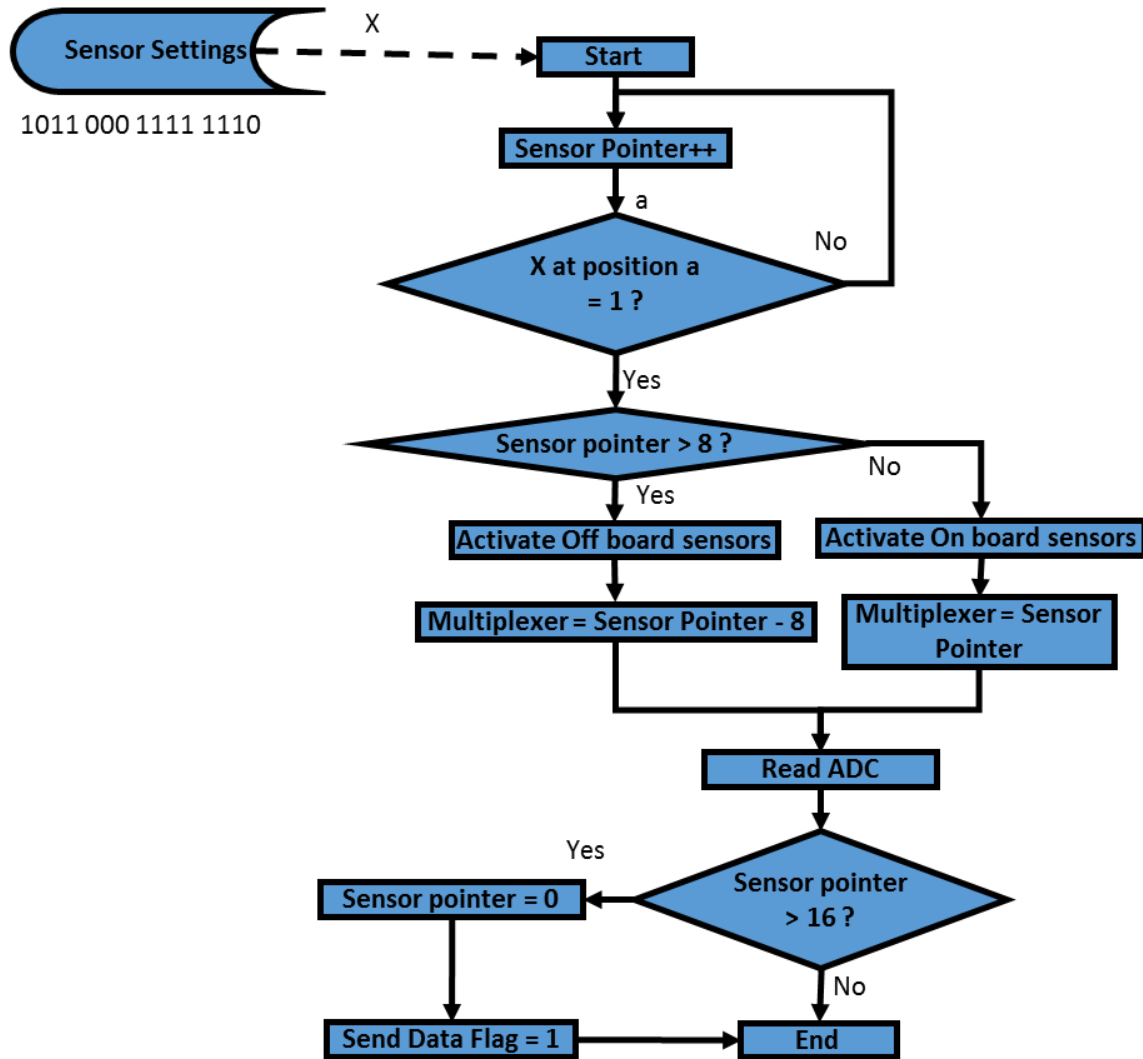 Sensor Settings
X
Start
1011 000 1111 1110
Sensor Pointer++
a
No
X at position a
= 1 ?
Yes
Sensor pointer > 8 ?
No
Yes
Activate Off board sensors
Activate On board sensors
Multiplexer = Sensor Pointer - 8
Multiplexer = Sensor
Pointer
Read ADC
Yes
Sensor pointer
> 16 ?
Sensor pointer = 0
No
Send Data Flag = 1
End